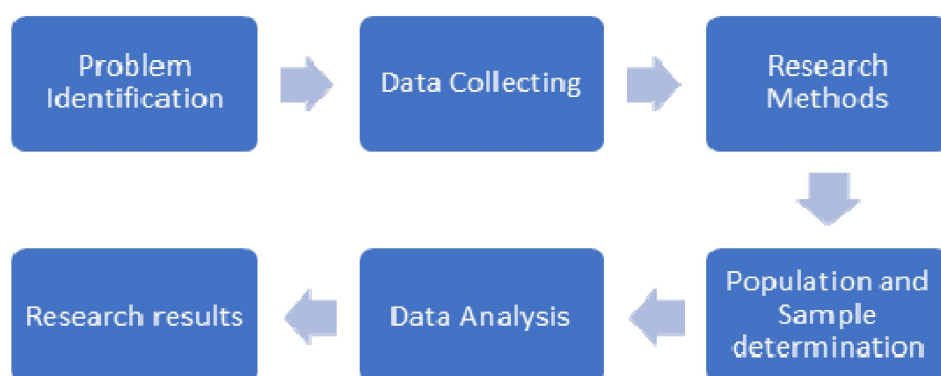 Problem
Identification
Data Collecting
Research
Methods
Population and
Sample
determination
Data Analysis
Research results